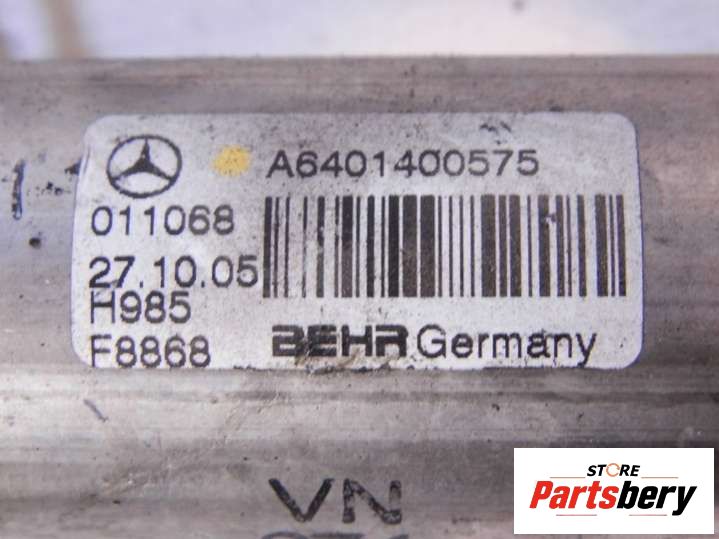 A6401400575
011068
27.10.05
H985
F8868
BEHR Germany
VN
STORE
Partsbery